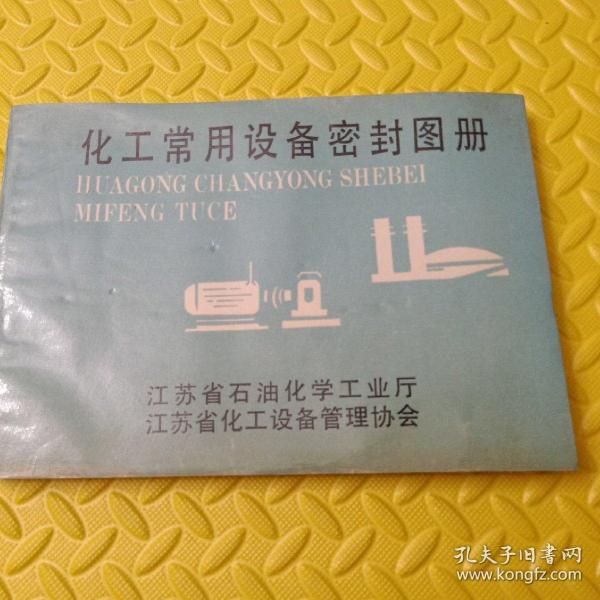 化工常用设备密封图册
HUAGONG CHANGYONG SHEBEI
MIFENG TUCE
江苏省石油化学工业厅
江苏省化工设备管理协会
孔夫子旧书网
www.kongfz.com